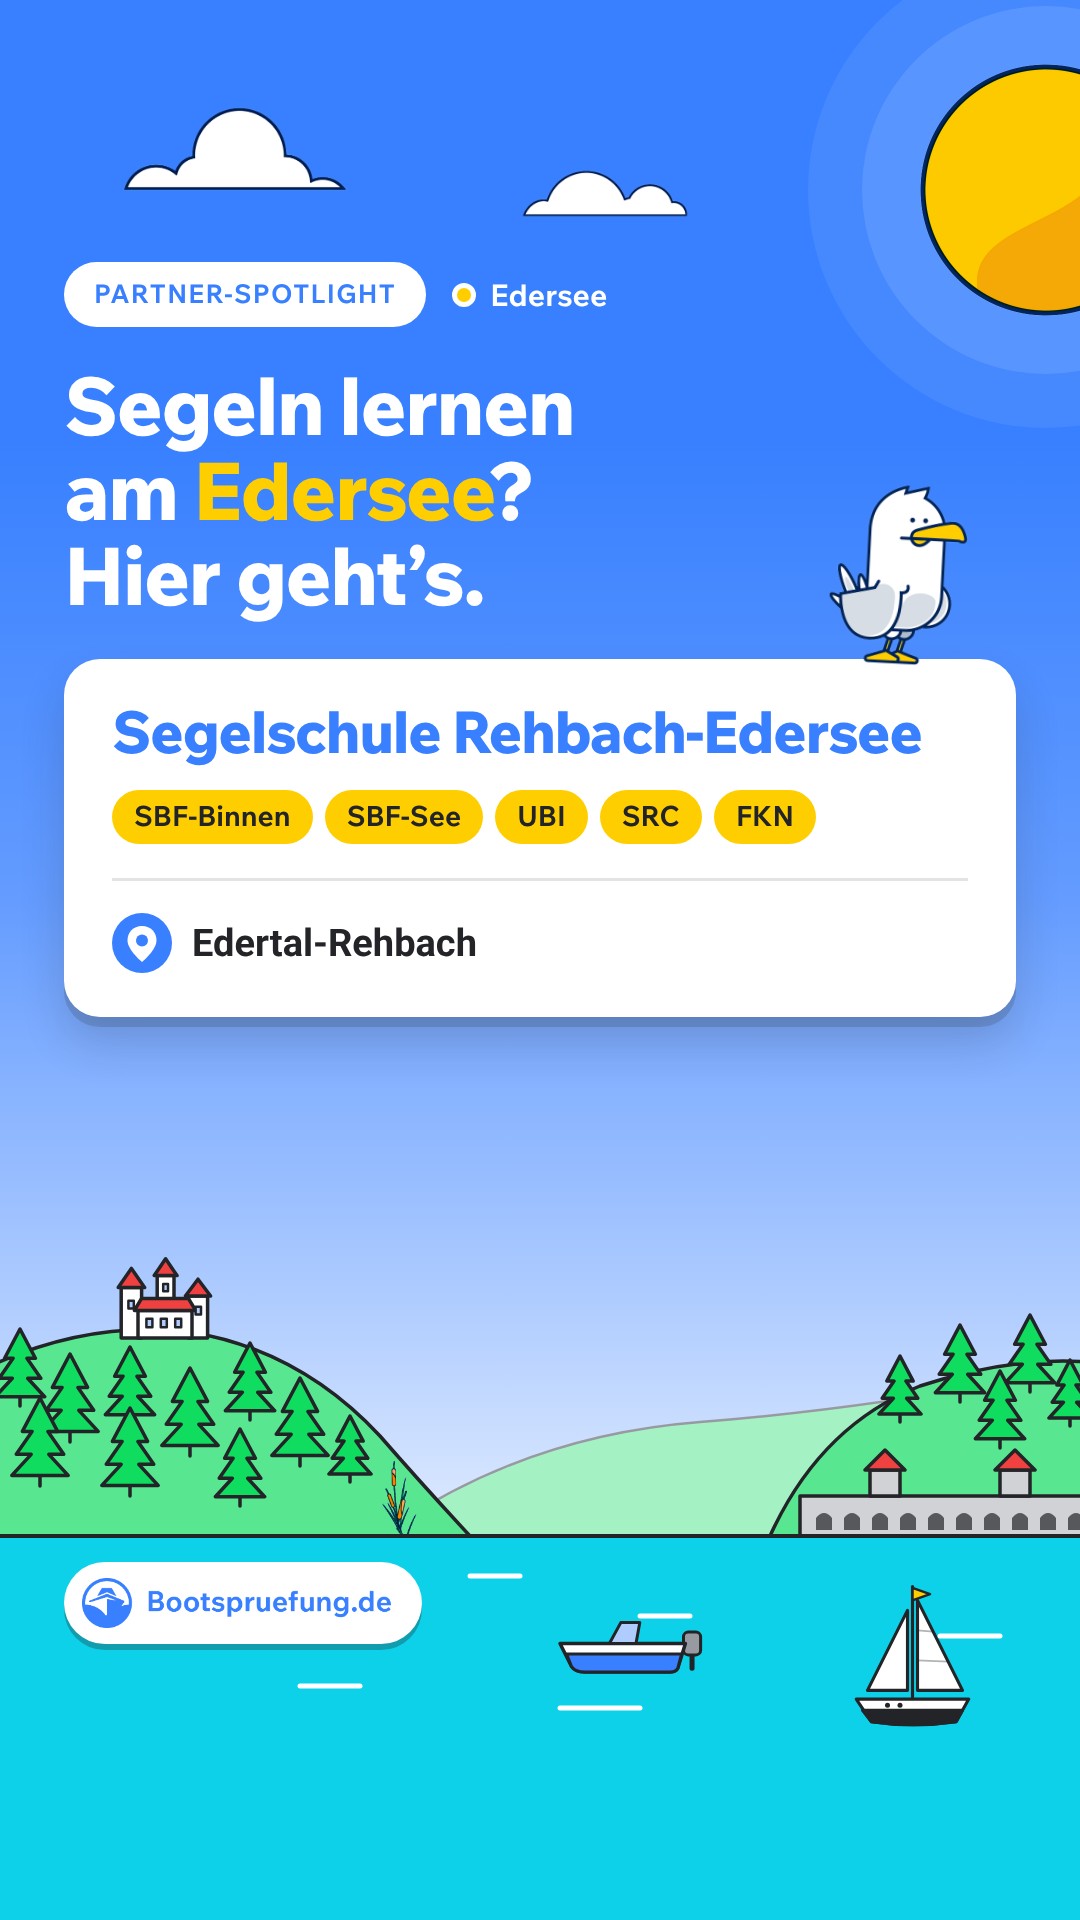 PARTNER-SPOTLIGHT
Edersee
Segeln lernen
am Edersee?
Hier geht’s.
Segelschule Rehbach-Edersee
SBF-Binnen SBF-See UBI SRC FKN
Edertal-Rehbach
Bootspruefung.de